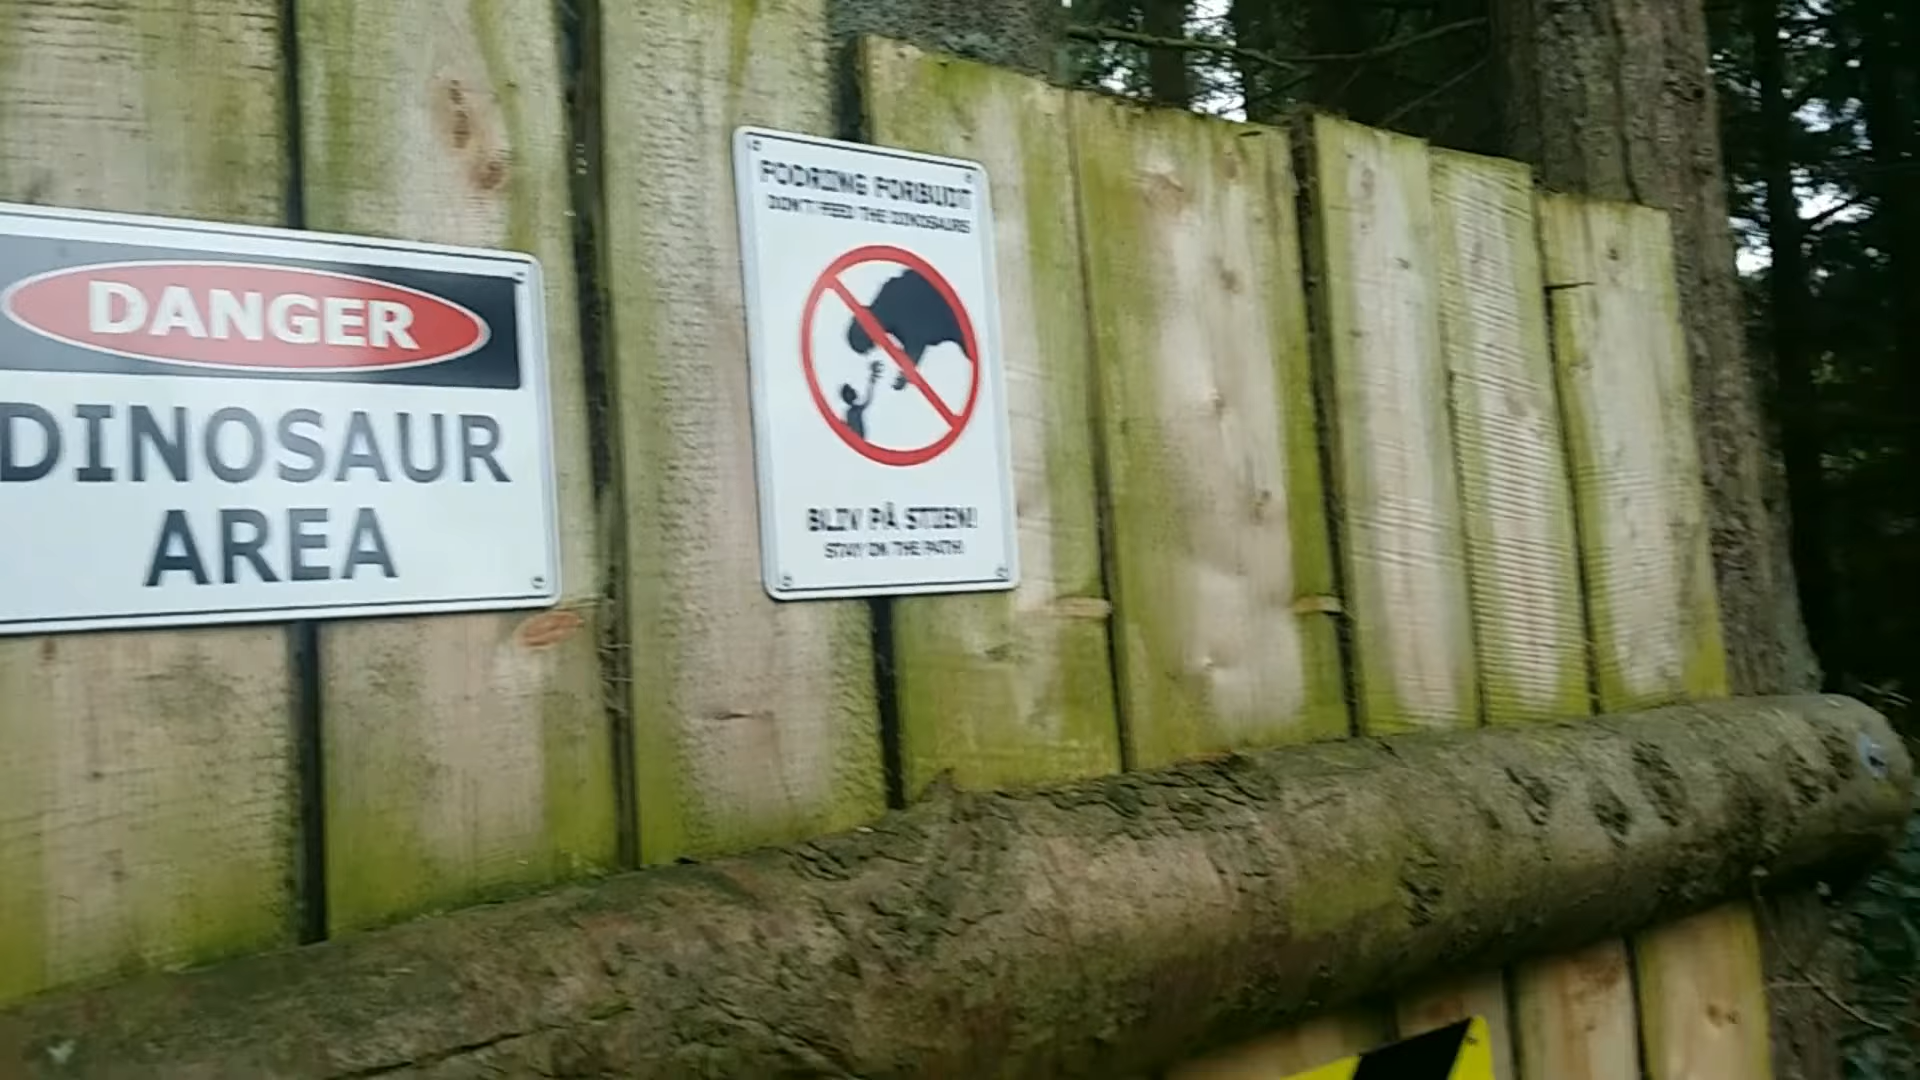 DANGER
DINOSAUR
AREA
FODRING FORBUDT
DON'T FEED THE DINOSAURS
BLIV PÅ STIEN!
STAY ON THE PATH!